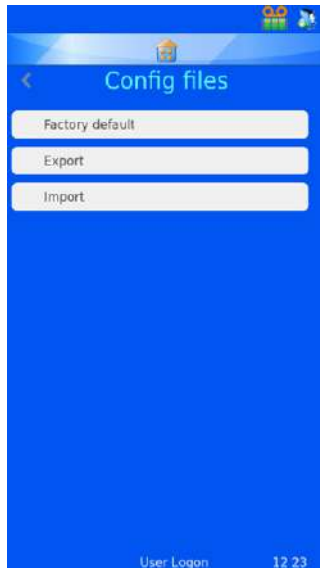 Config files
Factory default
Export
Import
User Logon 12 23